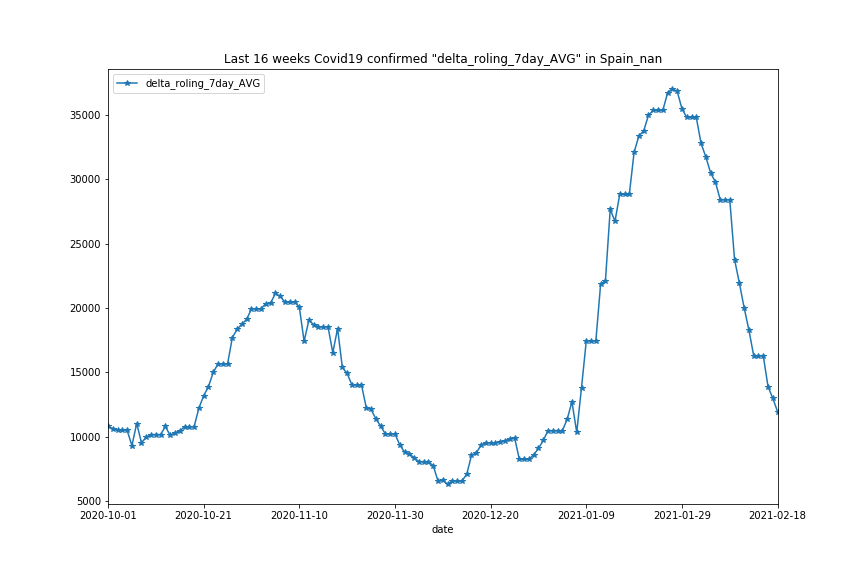 Last 16 weeks Covid19 confirmed "delta_roling_7day_AVG" in Spain_nan
delta_roling_7day_AVG
35000
30000
25000
20000
15000
10000
5000
2020-10-01 2020-10-21 2020-11-10 2020-11-30 2020-12-20 2021-01-09 2021-01-29 2021-02-18
date